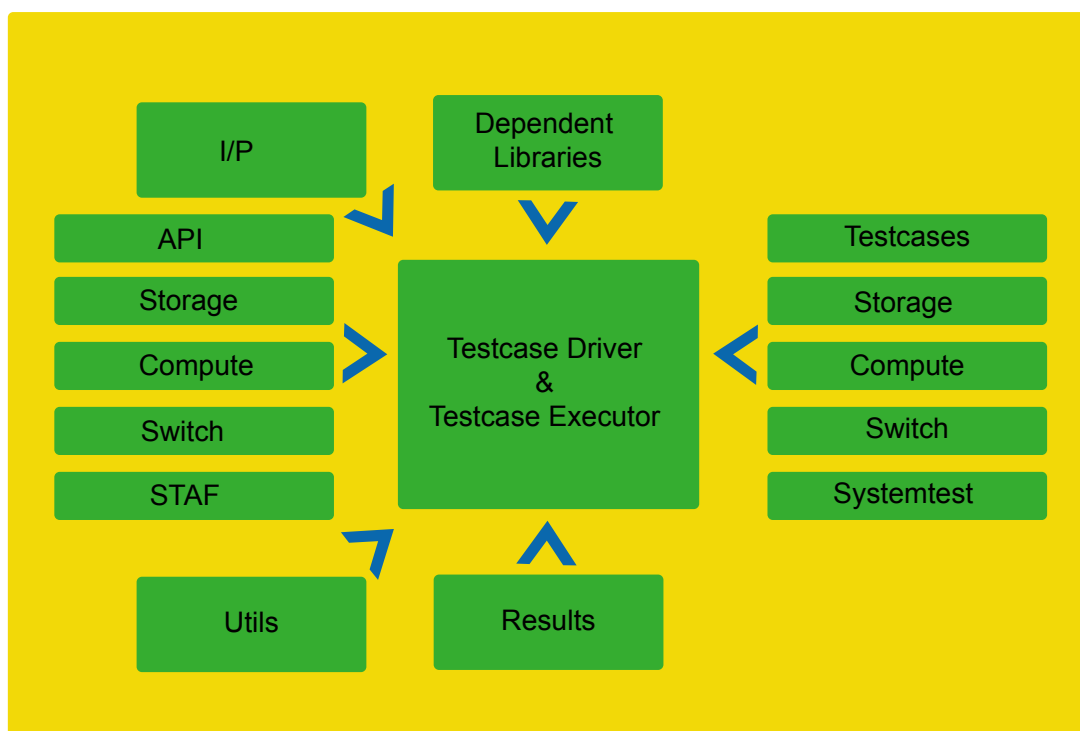 I/P
Dependent
Libraries
API
Storage
Compute
Switch
STAF
Testcase Driver
&
Testcase Executor
Testcases
Storage
Compute
Switch
Systemtest
Utils
Results